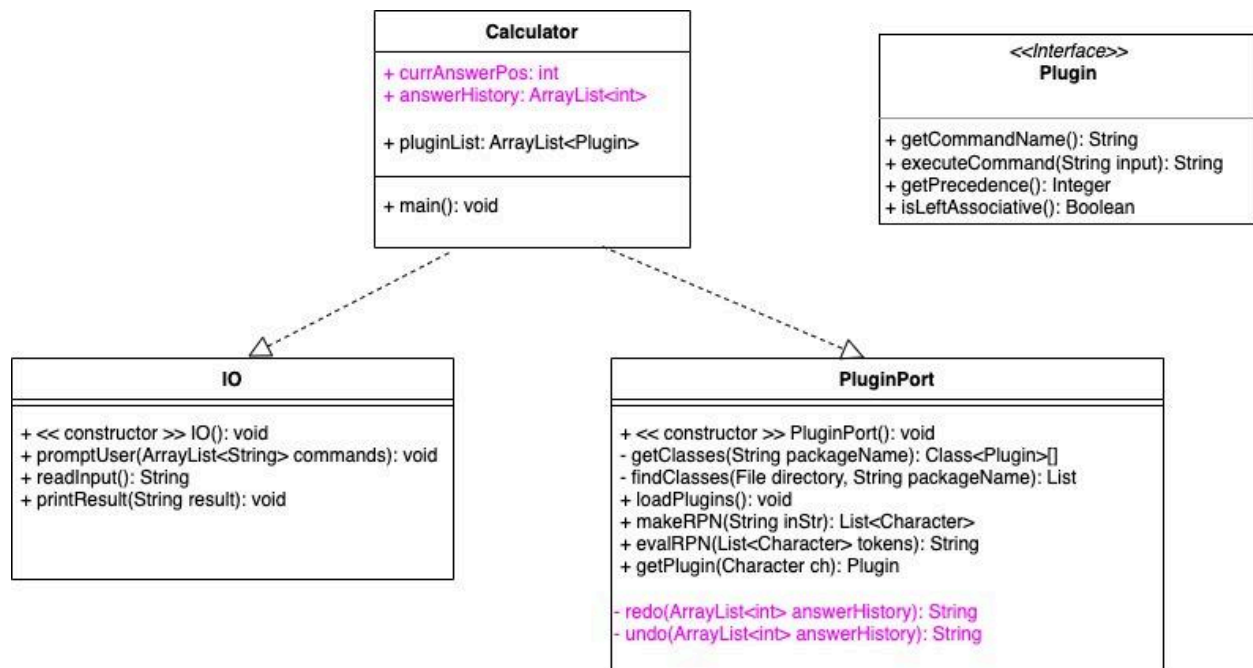 Calculator
+ currAnswerPos: int
+ answerHistory: ArrayList<int>
+ pluginList: ArrayList<Plugin>
+ main(): void
<<Interface>>
Plugin
+ getCommandName(): String
+ executeCommand(String input): String
+ getPrecedence(): Integer
+ isLeftAssociative(): Boolean
IO
+ << constructor >> IO(): void
+ promptUser(ArrayList<String> commands): void
+ readInput(): String
+ printResult(String result): void
PluginPort
+ << constructor >> PluginPort(): void
- getClasses(String packageName): Class<Plugin>[]
- findClasses(File directory, String packageName): List
+ loadPlugins(): void
+ makeRPN(String inStr): List<Character>
+ evalRPN(List<Character> tokens): String
+ getPlugin(Character ch): Plugin
- redo(ArrayList<int> answerHistory): String
- undo(ArrayList<int> answerHistory): String